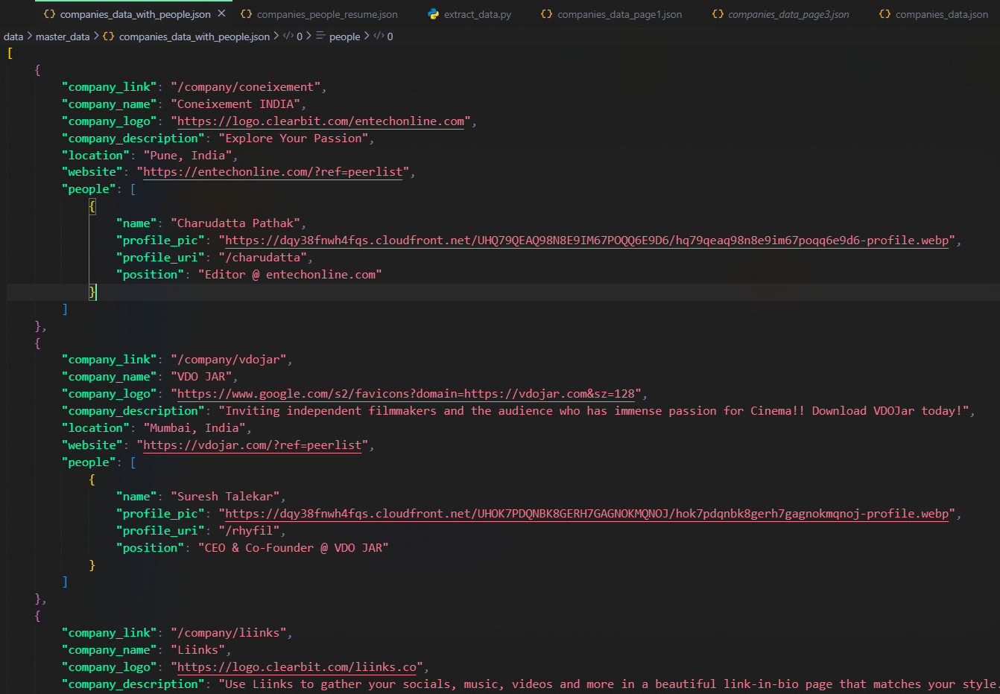 companies_data_with_people.json companies_people_resume.json extract_data.py companies_data_page1.json companies_data_page3.json companies_data.json
data > master_data > {} companies_data_with_people.json > </> 0 > people > </> 0
[
{
"company_link": "/company/coneixement",
"company_name": "Coneixement INDIA",
"company_logo": "https://logo.clearbit.com/entechonline.com",
"company_description": "Explore Your Passion",
"location": "Pune, India",
"website": "https://entechonline.com/?ref=peerlist",
"people": [
{
"name": "Charudatta Pathak",
"profile_pic": "https://dqy38fnwh4fqs.cloudfront.net/UHQ79QEAQ98N8E9IM67POQQ6E9D6/hq79qeaq98n8e9im67poqq6e9d6-profile.webp",
"profile_uri": "/charudatta",
"position": "Editor @ entechonline.com"
}
]
},
{
"company_link": "/company/vdojar",
"company_name": "VDO JAR",
"company_logo": "https://www.google.com/s2/favicons?domain=https://vdojar.com&sz=128",
"company_description": "Inviting independent filmmakers and the audience who has immense passion for Cinema!! Download VDOJar today!",
"location": "Mumbai, India",
"website": "https://vdojar.com/?ref=peerlist",
"people": [
{
"name": "Suresh Talekar",
"profile_pic": "https://dqy38fnwh4fqs.cloudfront.net/UHOK7PDQNBK8GERH7GAGNOKMQNOJ/hok7pdqnbk8gerh7gagnokmqnoj-profile.webp",
"profile_uri": "/rhyfil",
"position": "CEO & Co-Founder @ VDO JAR"
}
]
},
{
"company_link": "/company/liinks",
"company_name": "Liinks",
"company_logo": "https://logo.clearbit.com/liinks.co",
"company_description": "Use Liinks to gather your socials, music, videos and more in a beautiful link-in-bio page that matches your style.